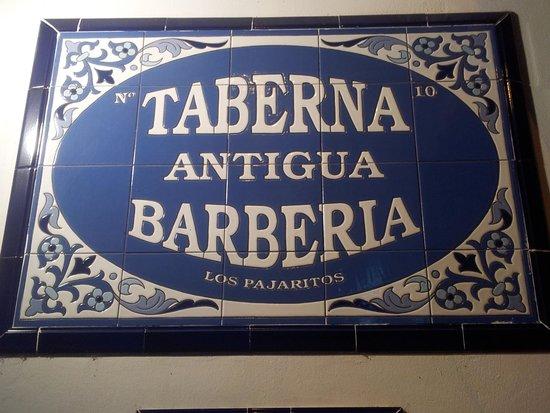 Nº TABERNA 10
ANTIGUA
BARBERIA
LOS PAJARITOS